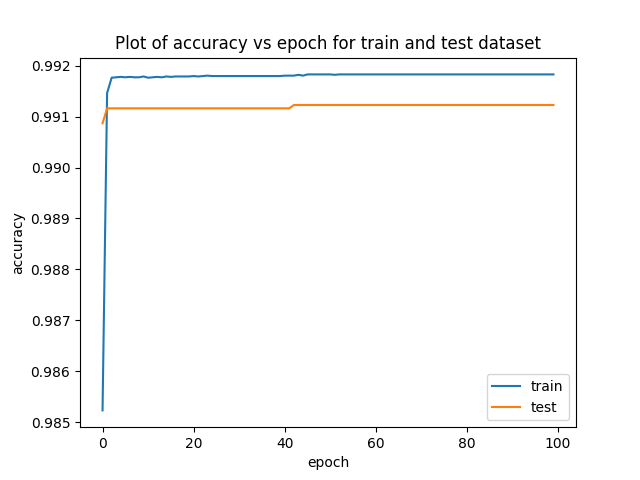 Plot of accuracy vs epoch for train and test dataset
0.992
0.991
0.990
0.989
0.988
0.987
0.986
0.985
accuracy
train
test
0 20 40 60 80 100
epoch